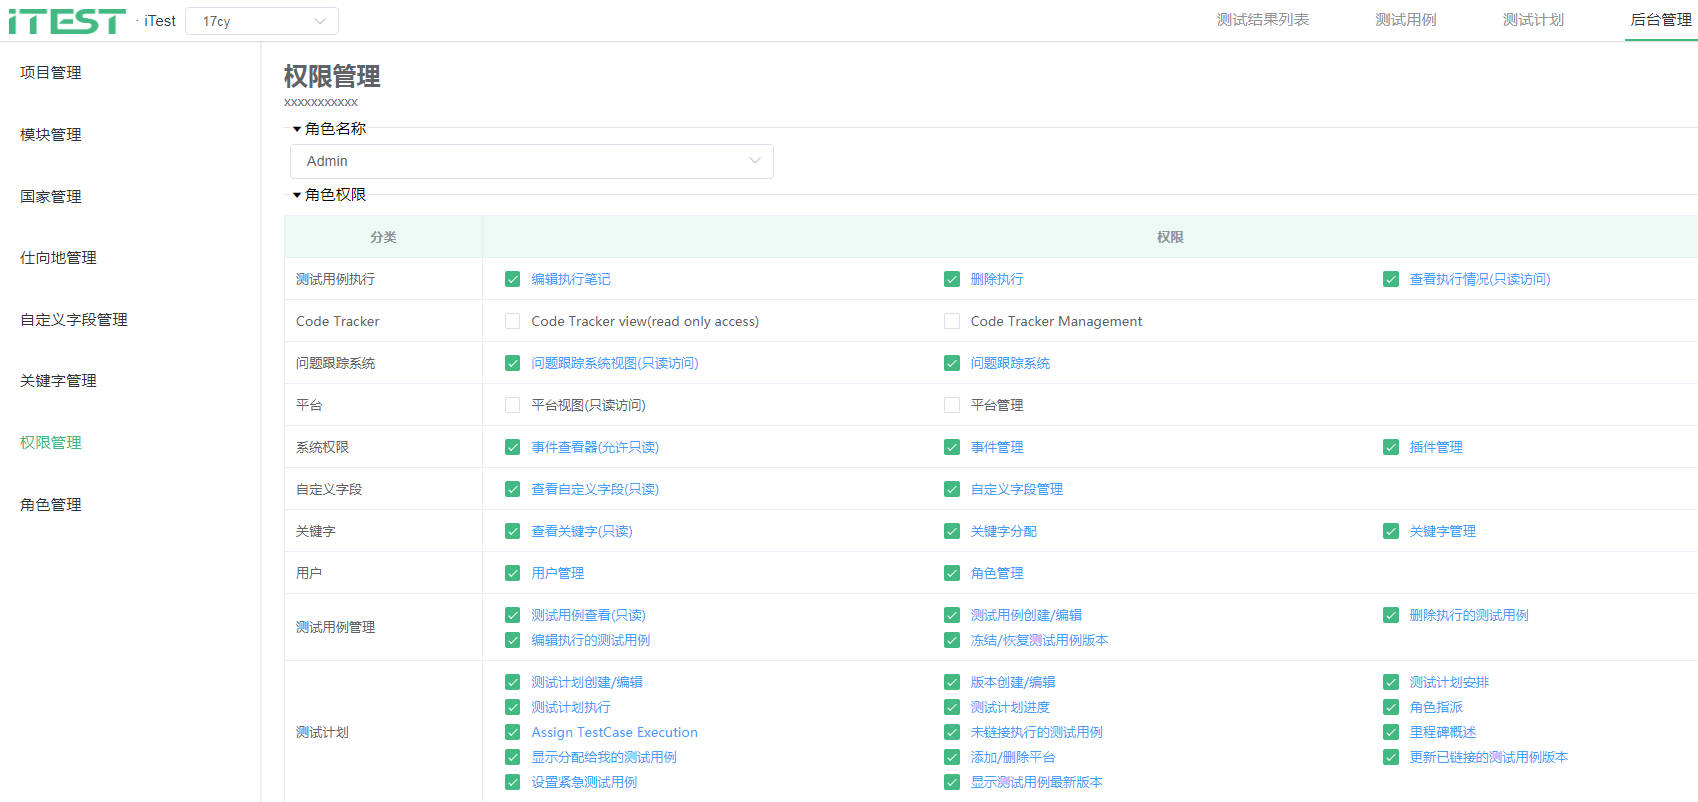 iTEST · iTest 17cy 测试结果列表 测试用例 测试计划 后台管理
项目管理
模块管理
国家管理
仕向地管理
自定义字段管理
关键字管理
权限管理
角色管理
权限管理
xxxxxxxxxxx
角色名称
Admin
角色权限
分类 权限
测试用例执行 编辑执行笔记 删除执行 查看执行情况(只读访问)
Code Tracker Code Tracker view(read only access) Code Tracker Management
问题跟踪系统 问题跟踪系统视图(只读访问) 问题跟踪系统
平台 平台视图(只读访问) 平台管理
系统权限 事件查看器(允许只读) 事件管理 插件管理
自定义字段 查看自定义字段(只读) 自定义字段管理
关键字 查看关键字(只读) 关键字分配 关键字管理
用户 用户管理 角色管理
测试用例管理
测试用例查看(只读) 测试用例创建/编辑 删除执行的测试用例
编辑执行的测试用例 冻结/恢复测试用例版本
测试计划
测试计划创建/编辑 版本创建/编辑 测试计划安排
测试计划执行 测试计划进度 角色指派
Assign TestCase Execution 未链接执行的测试用例 里程碑概述
显示分配给我的测试用例 添加/删除平台 更新已链接的测试用例版本
设置紧急测试用例 显示测试用例最新版本